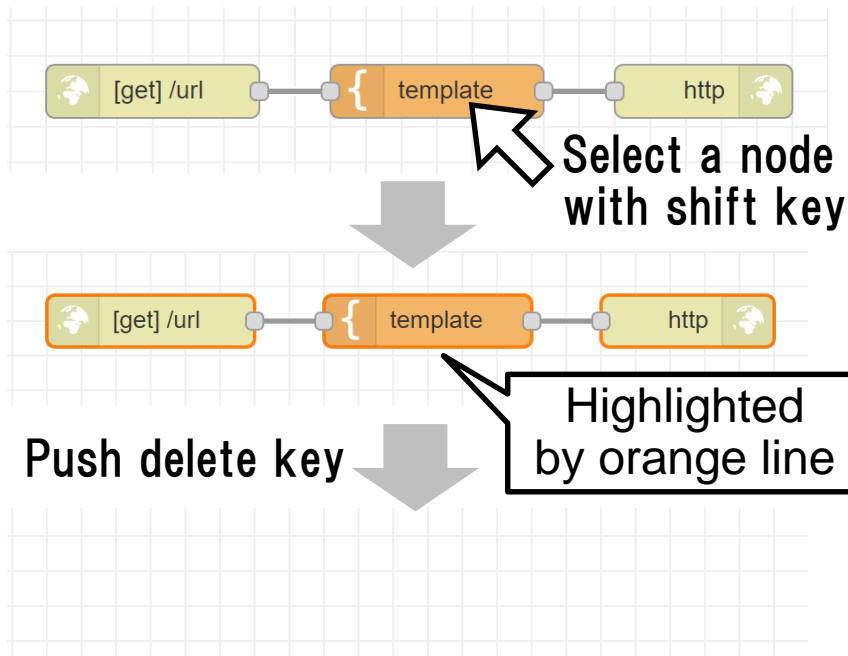 [get] /url
{ template
http
Select a node
with shift key
[get] /url
{ template
http
Highlighted
by orange line
Push delete key